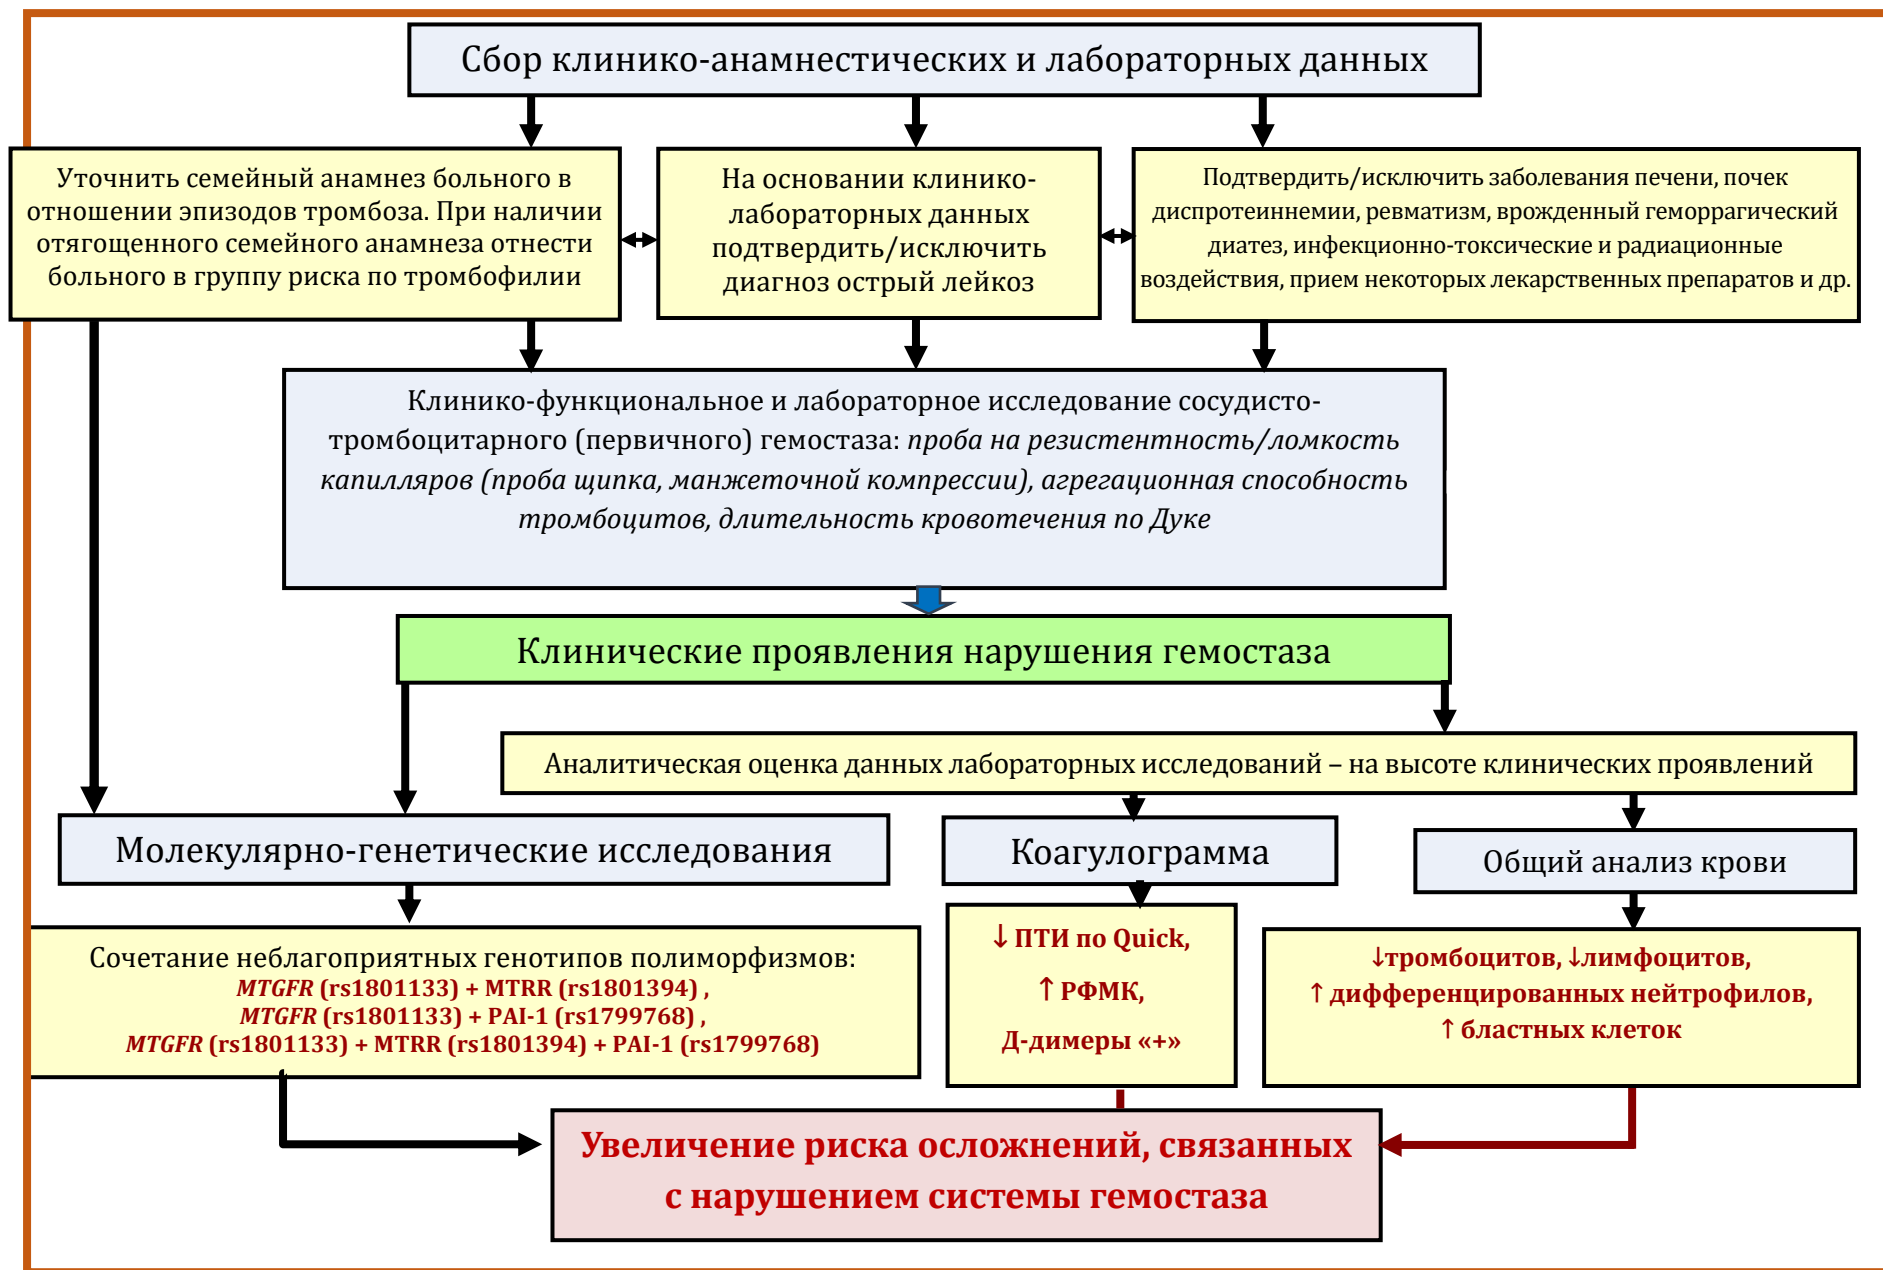 Сбор клинико-анамнестических и лабораторных данных
Уточнить семейный анамнез больного в
отношении эпизодов тромбоза. При наличии
отягощенного семейного анамнеза отнести
больного в группу риска по тромбофилии
На основании клинико-
лабораторных данных
подтвердить/исключить
диагноз острый лейкоз
Подтвердить/исключить заболевания печени, почек
диспротеиннемии, ревматизм, врожденный геморрагический
диатез, инфекционно-токсические и радиационные
воздействия, прием некоторых лекарственных препаратов и др.
Клинико-функциональное и лабораторное исследование сосудисто-
тромбоцитарного (первичного) гемостаза: проба на резистентность/ломкость
капилляров (проба щипка, манжеточной компрессии), агрегационная способность
тромбоцитов, длительность кровотечения по Дуке
Клинические проявления нарушения гемостаза
Аналитическая оценка данных лабораторных исследований – на высоте клинических проявлений
Молекулярно-генетические исследования
Коагулограмма
Общий анализ крови
Сочетание неблагоприятных генотипов полиморфизмов:
MTGFR (rs1801133) + MTRR (rs1801394) ,
MTGFR (rs1801133) + PAI-1 (rs1799768) ,
MTGFR (rs1801133) + MTRR (rs1801394) + PAI-1 (rs1799768)
↓ ПТИ по Quick,
↑ РФМК,
Д-димеры «+»
↓тромбоцитов, ↓лимфоцитов,
↑ дифференцированных нейтрофилов,
↑ бластных клеток
Увеличение риска осложнений, связанных
с нарушением системы гемостаза